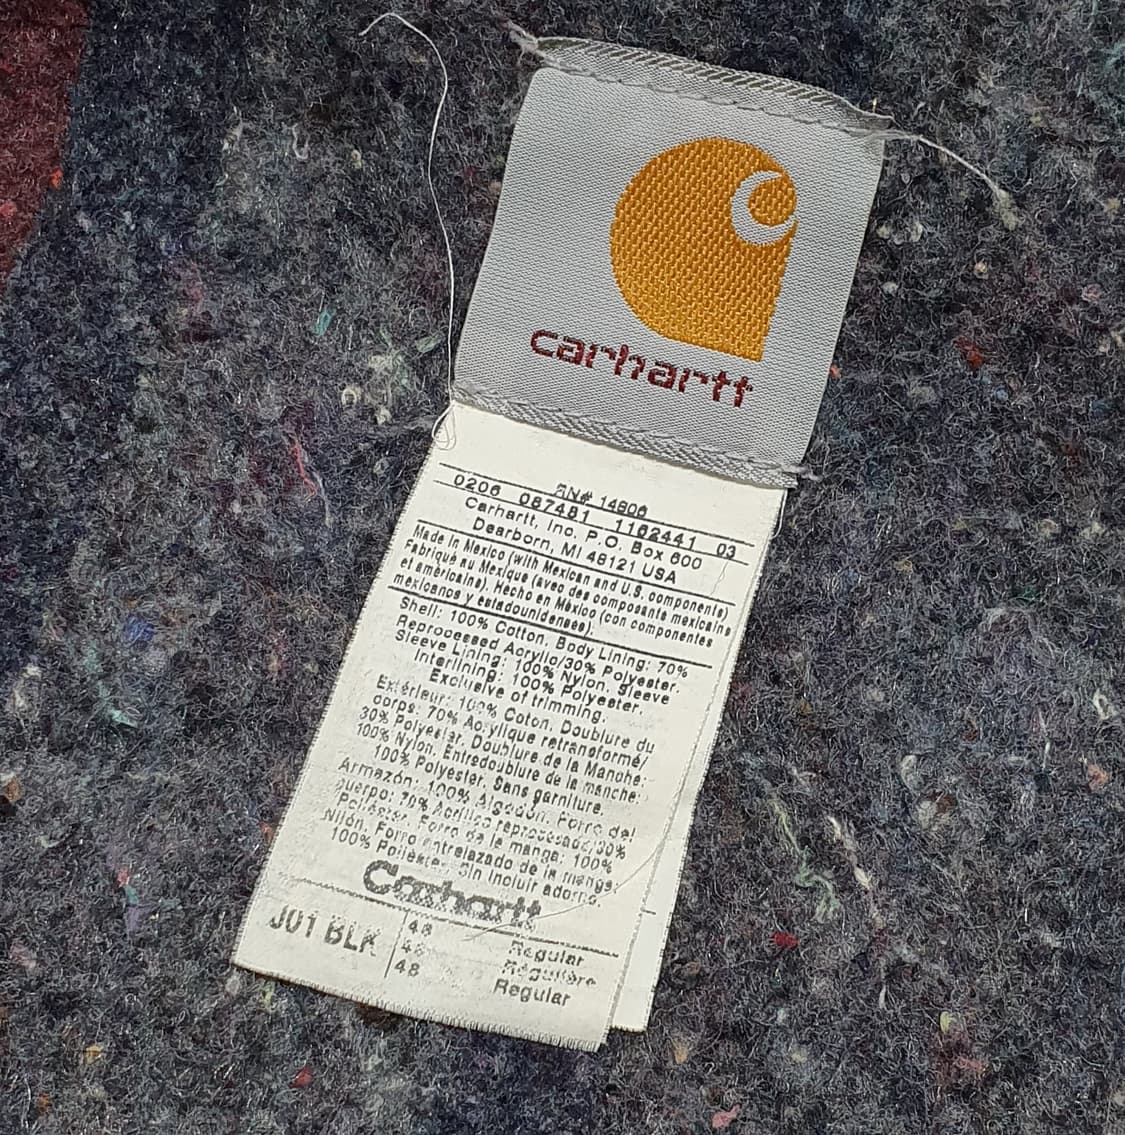 carhartt
RN# 14806
0206 087481 1162441 03
Carhartt, Inc. P.O. Box 600
Dearborn, MI 48121 USA
Made in Mexico (with Mexican and U.S. components)
Fabriqué au Mexique (avec des composants mexicains
et américains). Hecho en México (con componentes
mexicanos y estadounidenses).
Shell: 100% Cotton. Body Lining: 70%
Reprocessed Acrylic/30% Polyester.
Sleeve Lining: 100% Nylon. Sleeve
Interlining: 100% Polyester.
Exclusive of trimming.
Extérieur: 100% Coton. Doublure du
corps: 70% Acrylique retransformé/
30% Polyester. Doublure de la Manche:
100% Nylon. Entredoublure de la manche:
100% Polyester. Sans garniture.
Armazón: 100% Algodón. Forro del
cuerpo: 70% Acrílico reprocesado/30%
Poliéster. Forro de la manga: 100%
Nilón. Forro entrelazado de la manga:
100% Poliéster. Sin incluir adorno.
Carhartt
J01 BLK
48 Regular
48 Régulière
48 Regular